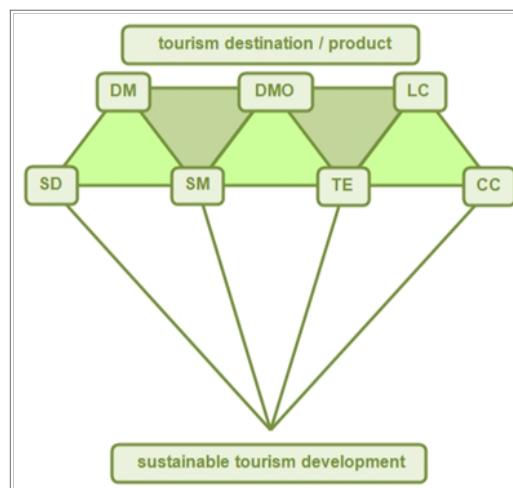 tourism destination / product
DM DMO LC
SD SM TE CC
sustainable tourism development